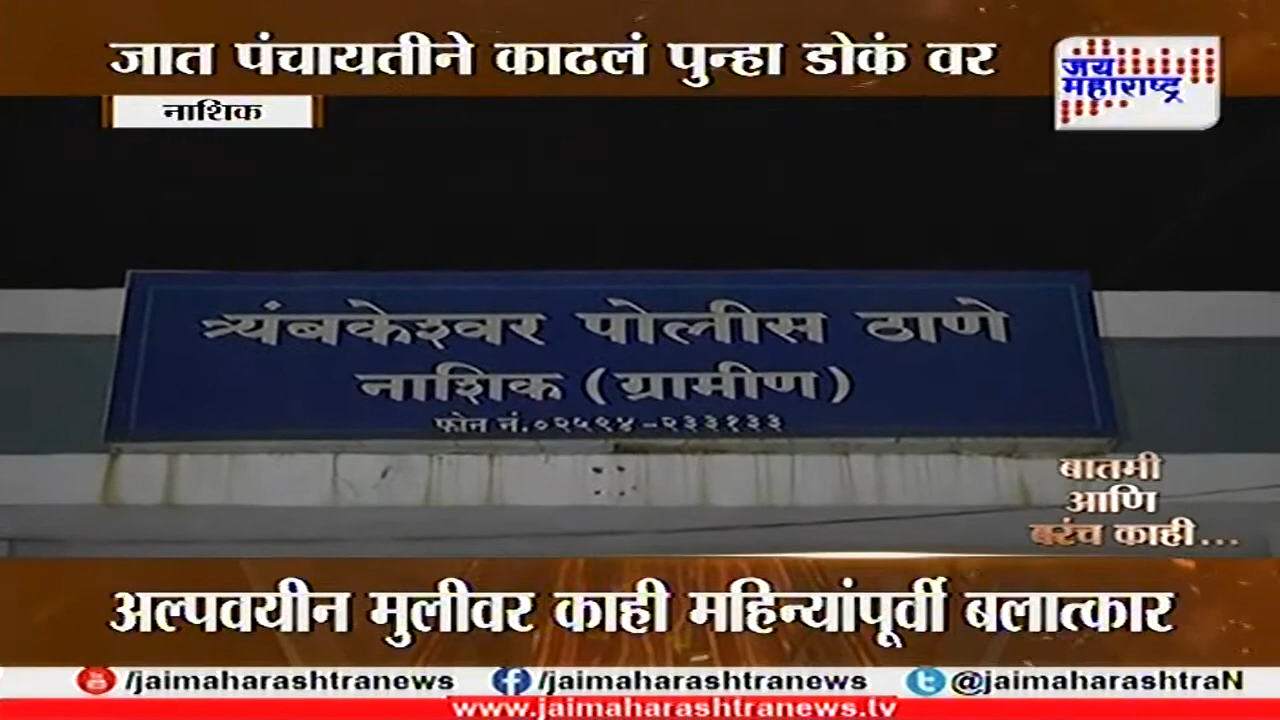 जात पंचायतीने काढलं पुन्हा डोकं वर
नाशिक
जय
महाराष्ट्र
त्र्यंबकेश्वर पोलीस ठाणे
नाशिक (ग्रामीण)
फोन नं.०२५९४-२३३१३३
बातमी
आणि
बरंच काही...
अल्पवयीन मुलीवर काही महिन्यांपूर्वी बलात्कार
/jaimaharashtranews /jaimaharashtranews @jaimaharashtraN
www.jaimaharashtranews.tv